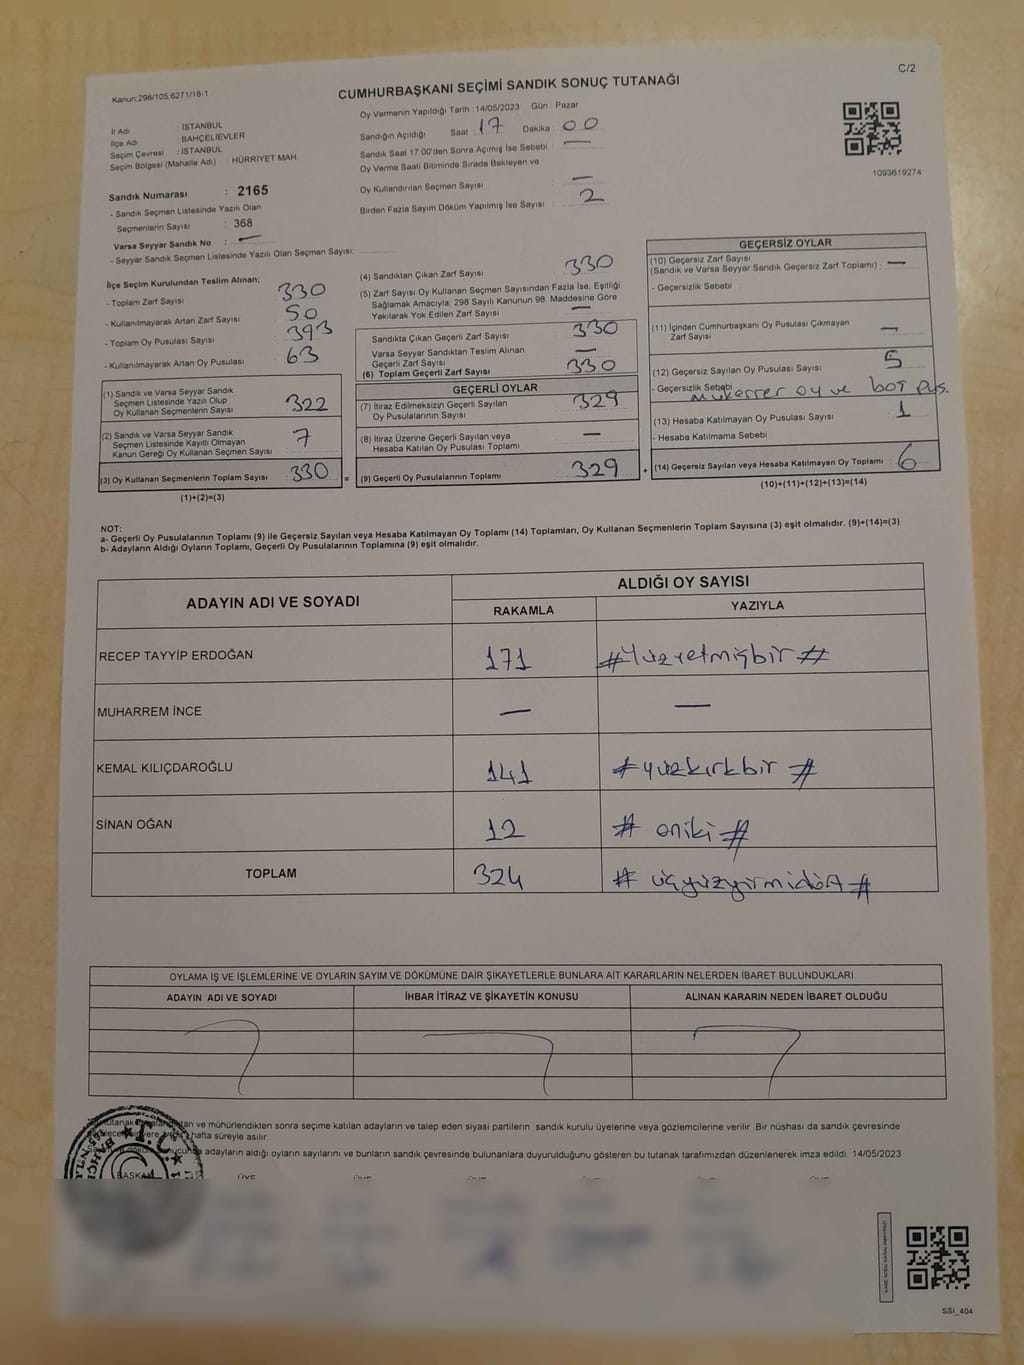 C/2
Kanun:298/105,6271/18-1
CUMHURBAŞKANI SEÇİMİ SANDIK SONUÇ TUTANAĞI
İl Adı : İSTANBUL
İlçe Adı : BAHÇELİEVLER
Seçim Çevresi : İSTANBUL
Seçim Bölgesi (Mahalle Adı) : HÜRRİYET MAH.
Sandık Numarası : 2165
- Sandık Seçmen Listesinde Yazılı Olan
Seçmenlerin Sayısı : 368
Varsa Seyyar Sandık No : —
- Seyyar Sandık Seçmen Listesinde Yazılı Olan Seçmen Sayısı:
Oy Vermenin Yapıldığı Tarih : 14/05/2023 Gün : Pazar
Sandığın Açıldığı Saat : 17 Dakika : 00
Sandık Saat 17:00'den Sonra Açılmış İse Sebebi : —
Oy Verme Saati Bitiminde Sırada Bekleyen ve
Oy Kullandırılan Seçmen Sayısı : —
Birden Fazla Sayım Döküm Yapılmış İse Sayısı : 2
1093619274
İlçe Seçim Kurulundan Teslim Alınan;
- Toplam Zarf Sayısı : 330
- Kullanılmayarak Artan Zarf Sayısı : 50
- Toplam Oy Pusulası Sayısı : 393
- Kullanılmayarak Artan Oy Pusulası : 63
(1) Sandık ve Varsa Seyyar Sandık
Seçmen Listesinde Yazılı Olup
Oy Kullanan Seçmenlerin Sayısı : 322
(2) Sandık ve Varsa Seyyar Sandık
Seçmen Listesinde Kayıtlı Olmayan
Kanun Gereği Oy Kullanan Seçmen Sayısı : 7
(3) Oy Kullanan Seçmenlerin Toplam Sayısı : 330
(1)+(2)=(3)
(4) Sandıktan Çıkan Zarf Sayısı : 330
(5) Zarf Sayısı Oy Kullanan Seçmen Sayısından Fazla İse, Eşitliği
Sağlamak Amacıyla, 298 Sayılı Kanunun 98. Maddesine Göre
Yakılarak Yok Edilen Zarf Sayısı : —
Sandıkta Çıkan Geçerli Zarf Sayısı : 330
Varsa Seyyar Sandıktan Teslim Alınan
Geçerli Zarf Sayısı : —
(6) Toplam Geçerli Zarf Sayısı : 330
GEÇERLİ OYLAR
(7) İtiraz Edilmeksizin Geçerli Sayılan
Oy Pusulalarının Sayısı : 329
(8) İtiraz Üzerine Geçerli Sayılan veya
Hesaba Katılan Oy Pusulası Toplamı : —
= (9) Geçerli Oy Pusulalarının Toplamı : 329 +
GEÇERSİZ OYLAR
(10) Geçersiz Zarf Sayısı
(Sandık ve Varsa Seyyar Sandık Geçersiz Zarf Toplamı) : —
- Geçersizlik Sebebi
(11) İçinden Cumhurbaşkanı Oy Pusulası Çıkmayan
Zarf Sayısı : —
(12) Geçersiz Sayılan Oy Pusulası Sayısı : 5
- Geçersizlik Sebebi mükerrer oy ve boş pus.
(13) Hesaba Katılmayan Oy Pusulası Sayısı : 1
- Hesaba Katılmama Sebebi
(14) Geçersiz Sayılan veya Hesaba Katılmayan Oy Toplamı : 6
(10)+(11)+(12)+(13)=(14)
NOT:
a- Geçerli Oy Pusulalarının Toplamı (9) ile Geçersiz Sayılan veya Hesaba Katılmayan Oy Toplamı (14) Toplamları, Oy Kullanan Seçmenlerin Toplam Sayısına (3) eşit olmalıdır. (9)+(14)=(3)
b- Adayların Aldığı Oyların Toplamı, Geçerli Oy Pusulalarının Toplamına (9) eşit olmalıdır.
ADAYIN ADI VE SOYADI ALDIĞI OY SAYISI
RAKAMLA YAZIYLA
RECEP TAYYİP ERDOĞAN 171 #Yüzyetmişbir#
MUHARREM İNCE — —
KEMAL KILIÇDAROĞLU 141 #yüzkırkbir#
SİNAN OĞAN 12 # oniki #
TOPLAM 324 # üçyüzyirmidört #
OYLAMA İŞ VE İŞLEMLERİNE VE OYLARIN SAYIM VE DÖKÜMÜNE DAİR ŞİKAYETLERLE BUNLARA AİT KARARLARIN NELERDEN İBARET BULUNDUKLARI
ADAYIN ADI VE SOYADI İHBAR İTİRAZ VE ŞİKAYETİN KONUSU ALINAN KARARIN NEDEN İBARET OLDUĞU
ve mühürlendikten sonra seçime katılan adayların ve talep eden siyasi partilerin sandık kurulu üyelerine veya gözlemcilerine verilir. Bir nüshası da sandık çevresinde
hafta süreyle asılır.
adayların aldığı oyların sayılarını ve bunların sandık çevresinde bulunanlara duyurulduğunu gösteren bu tutanak tarafımızdan düzenlenerek imza edildi. 14/05/2023
T.C.
BAŞKAN ÜYE
SSİ_404